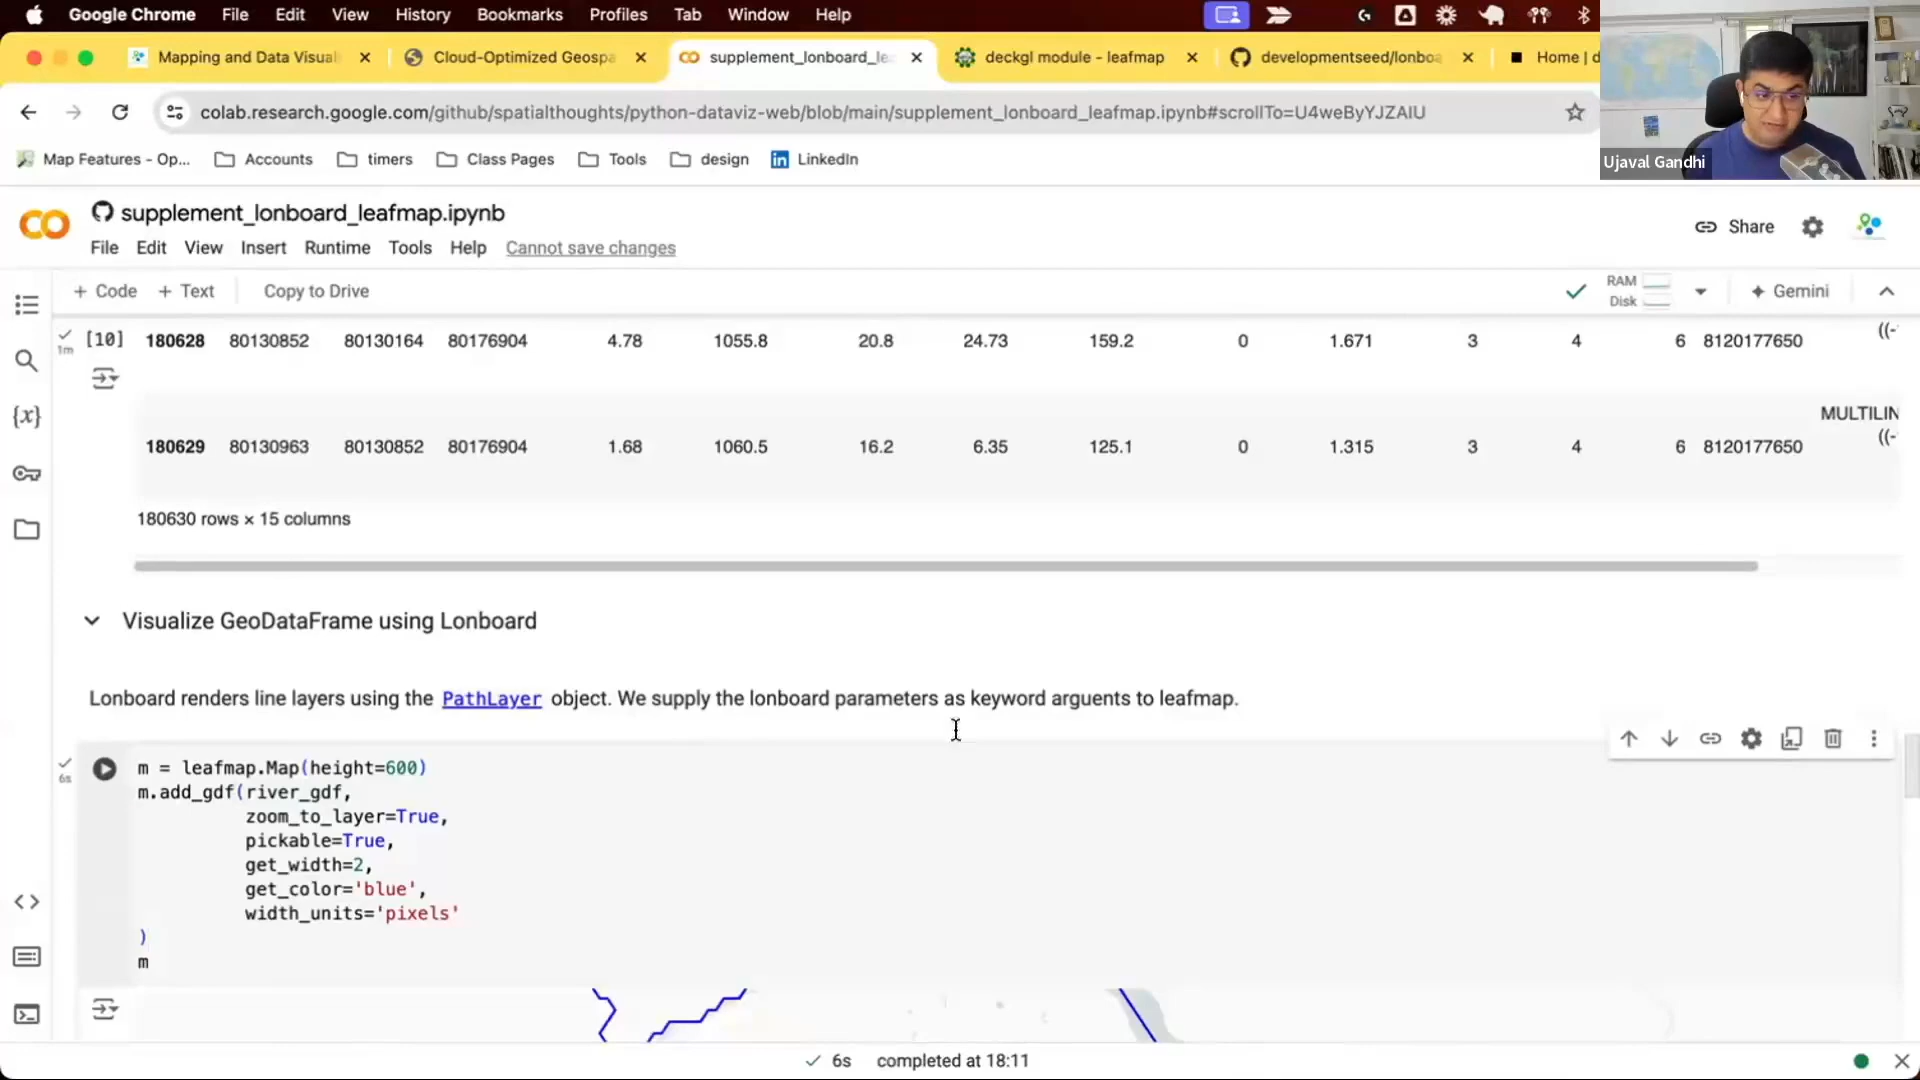 Google Chrome File Edit View History Bookmarks Profiles Tab Window Help
Mapping and Data Visual Cloud-Optimized Geospa supplement_lonboard_lea deckgl module - leafmap developmentseed/lonboa Home | d
colab.research.google.com/github/spatialthoughts/python-dataviz-web/blob/main/supplement_lonboard_leafmap.ipynb#scrollTo=U4weByYJZAIU
Ujaval Gandhi
Map Features - Op... Accounts timers Class Pages Tools design LinkedIn
supplement_lonboard_leafmap.ipynb
Share
File Edit View Insert Runtime Tools Help Cannot save changes
+ Code + Text Copy to Drive RAM Disk Gemini
1m [10] 180628 80130852 80130164 80176904 4.78 1055.8 20.8 24.73 159.2 0 1.671 3 4 6 8120177650 ((-
MULTILIN
180629 80130963 80130852 80176904 1.68 1060.5 16.2 6.35 125.1 0 1.315 3 4 6 8120177650 ((-
180630 rows × 15 columns
Visualize GeoDataFrame using Lonboard
Lonboard renders line layers using the PathLayer object. We supply the lonboard parameters as keyword arguents to leafmap.
6s m = leafmap.Map(height=600)
m.add_gdf(river_gdf,
zoom_to_layer=True,
pickable=True,
get_width=2,
get_color='blue',
width_units='pixels'
)
m
6s completed at 18:11